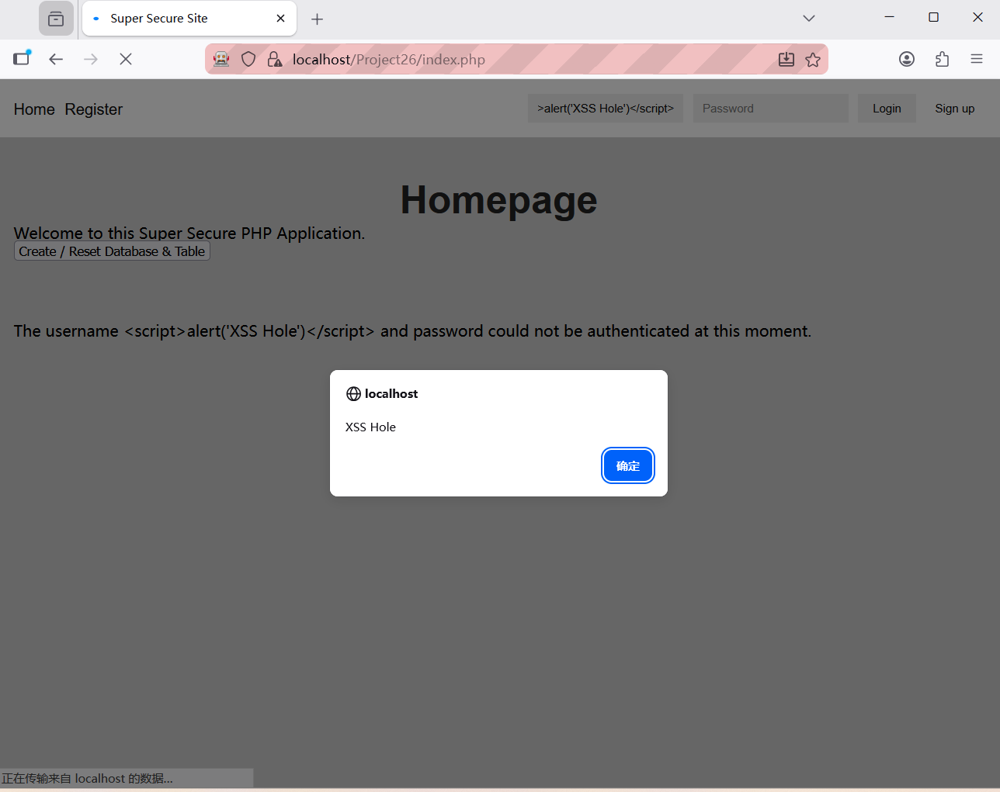 Super Secure Site
localhost/Project26/index.php
Home Register >alert('XSS Hole')</script> Password Login Sign up
Homepage
Welcome to this Super Secure PHP Application.
Create / Reset Database & Table
The username <script>alert('XSS Hole')</script> and password could not be authenticated at this moment.
localhost
XSS Hole
确定
正在传输来自 localhost 的数据...